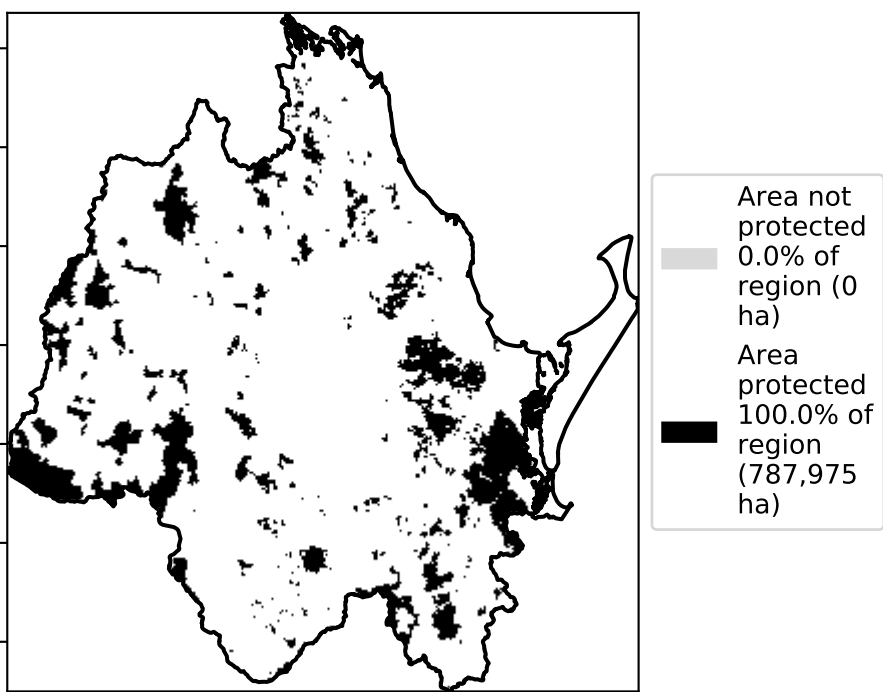 Area not
protected
0.0% of
region (0
ha)
Area
protected
100.0% of
region
(787,975
ha)